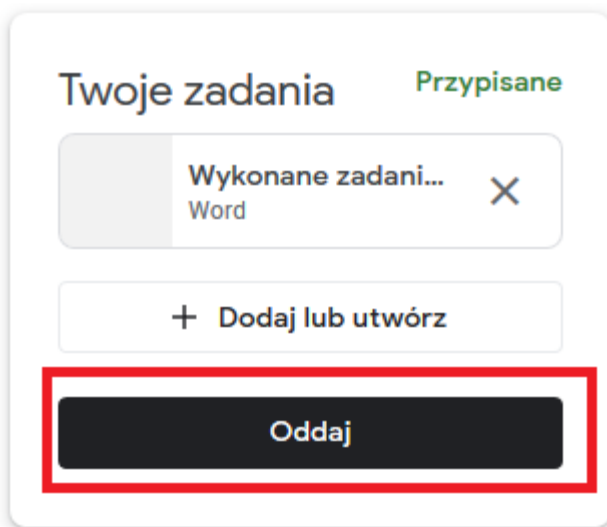 Twoje zadania
Przypisane
Wykonane zadani...
Word
+ Dodaj lub utwórz
Oddaj